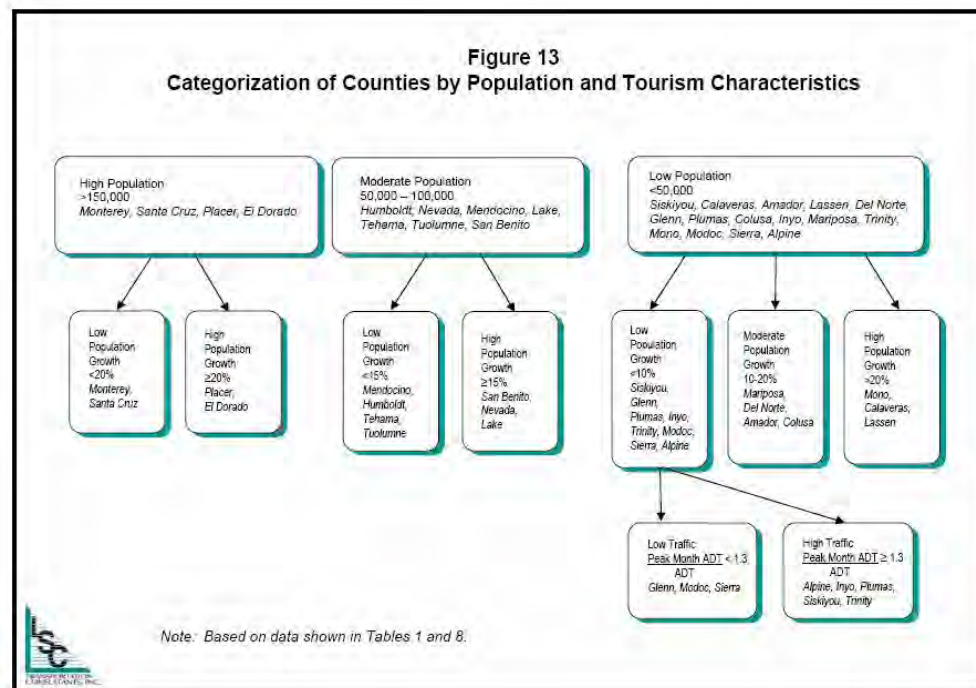 Figure 13
Categorization of Counties by Population and Tourism Characteristics
High Population
>150,000
Monterey, Santa Cruz, Placer, El Dorado
Moderate Population
50,000 – 100,000
Humboldt, Nevada, Mendocino, Lake,
Tehama, Tuolumne, San Benito
Low Population
<50,000
Siskiyou, Calaveras, Amador, Lassen, Del Norte,
Glenn, Plumas, Colusa, Inyo, Mariposa, Trinity,
Mono, Modoc, Sierra, Alpine
Low
Population
Growth
<20%
Monterey,
Santa Cruz
High
Population
Growth
≥20%
Placer,
El Dorado
Low
Population
Growth
<15%
Mendocino,
Humboldt,
Tehama,
Tuolumne
High
Population
Growth
≥15%
San Benito,
Nevada,
Lake
Low
Population
Growth
<10%
Siskiyou,
Glenn,
Plumas, Inyo,
Trinity, Modoc,
Sierra, Alpine
Moderate
Population
Growth
10-20%
Mariposa,
Del Norte,
Amador, Colusa
High
Population
Growth
>20%
Mono,
Calaveras,
Lassen
Low Traffic
Peak Month ADT < 1.3
ADT
Glenn, Modoc, Sierra
High Traffic
Peak Month ADT ≥ 1.3
ADT
Alpine, Inyo, Plumas,
Siskiyou, Trinity
Note: Based on data shown in Tables 1 and 8.
LSC
TRANSPORTATION
CONSULTANTS, INC.